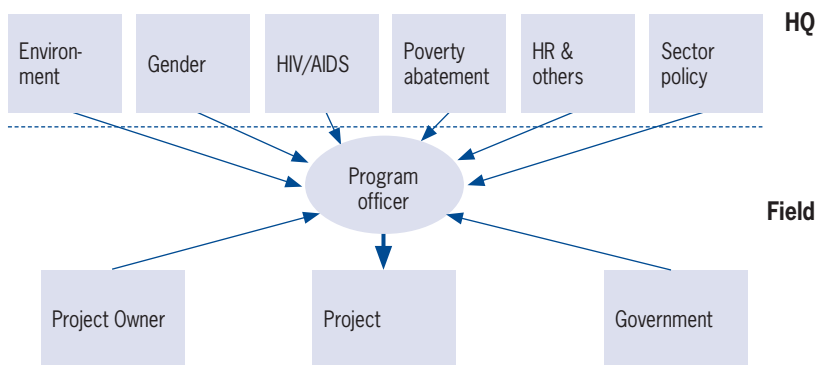 HQ
Environ-
ment
Gender
HIV/AIDS
Poverty
abatement
HR &
others
Sector
policy
Program
officer
Field
Project Owner
Project
Government